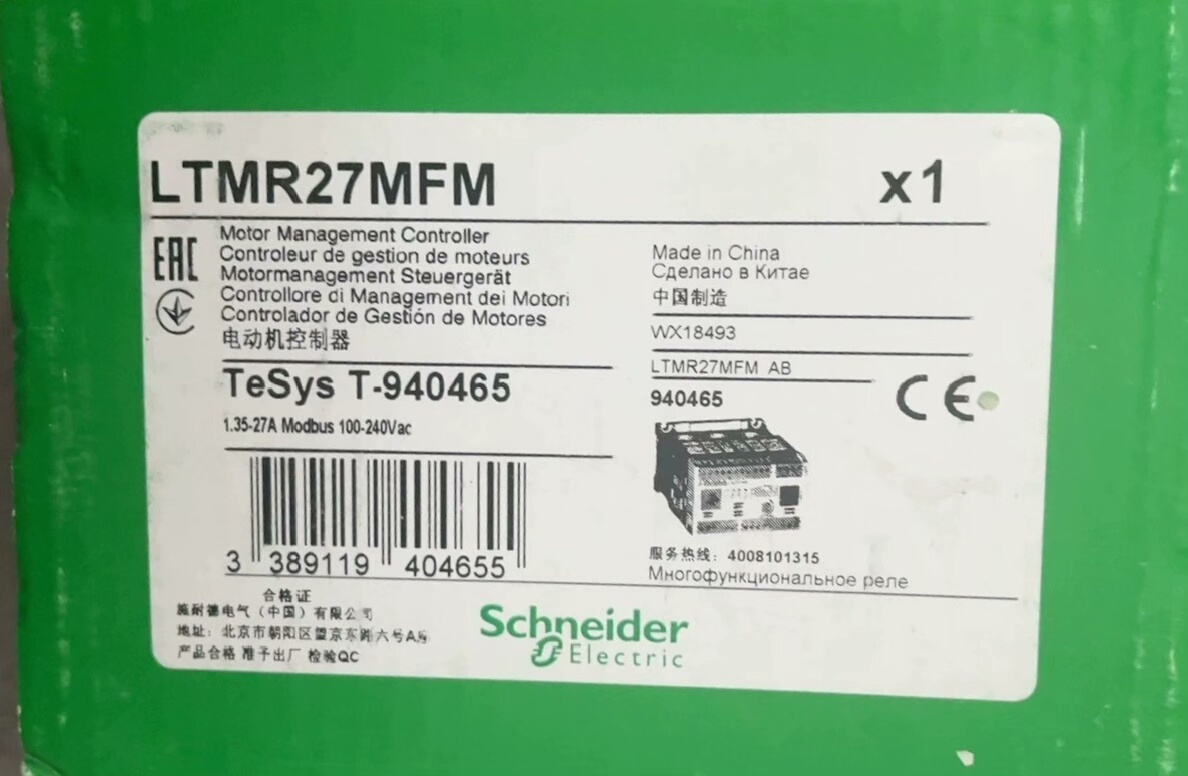 LTMR27MFM x1
EAC
Motor Management Controller
Controleur de gestion de moteurs
Motormanagement Steuergerät
Controllore di Management dei Motori
Controlador de Gestión de Motores
电动机控制器
TeSys T-940465
1.35-27A Modbus 100-240Vac
3 389119 404655
Made in China
Сделано в Китае
中国制造
WX18493
LTMR27MFM AB
940465
CE
服务热线：4008101315
Многофункциональное реле
合格证
施耐德电气（中国）有限公司
地址：北京市朝阳区望京东路六号A座
产品合格 准予出厂 检验QC
Schneider
Electric